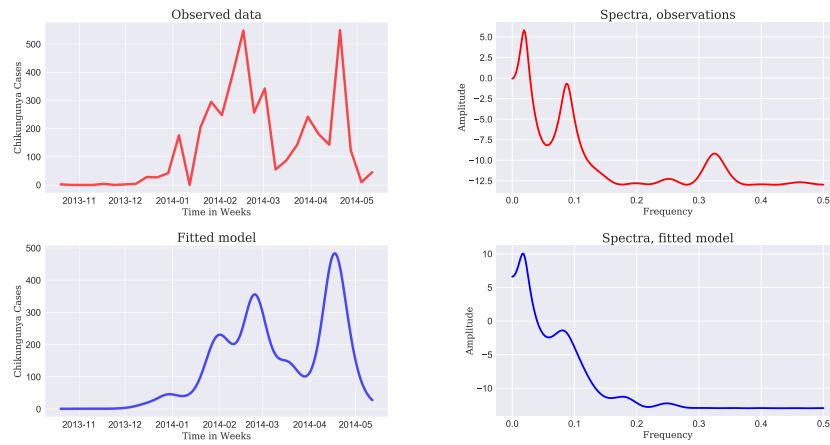 Observed data
Chikungunya Cases
500
400
300
200
100
0
2013-11 2013-12 2014-01 2014-02 2014-03 2014-04 2014-05
Time in Weeks
Spectra, observations
Amplitude
5.0
2.5
0.0
−2.5
−5.0
−7.5
−10.0
−12.5
0.0 0.1 0.2 0.3 0.4 0.5
Frequency
Fitted model
Chikungunya Cases
500
400
300
200
100
0
2013-11 2013-12 2014-01 2014-02 2014-03 2014-04 2014-05
Time in Weeks
Spectra, fitted model
Amplitude
10
5
0
−5
−10
0.0 0.1 0.2 0.3 0.4 0.5
Frequency